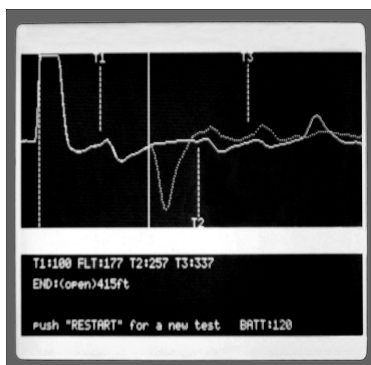 T1
T3
T2
T1:100 FLT:177 T2:257 T3:337
END:(open)415ft
push "RESTART" for a new test BATT:120